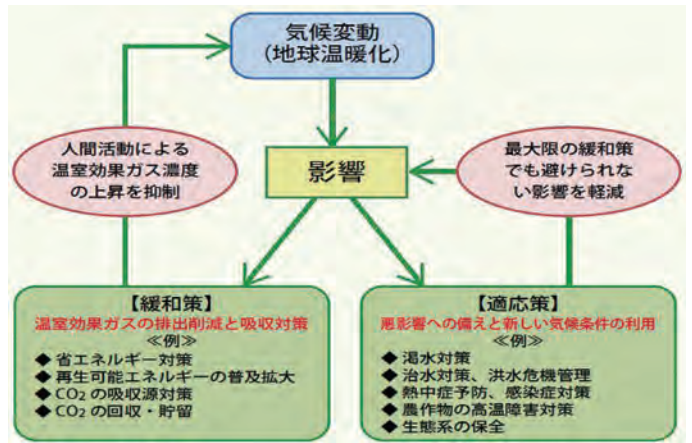 気候変動
(地球温暖化)
人間活動による
温室効果ガス濃度
の上昇を抑制
影響
最大限の緩和策
でも避けられな
い影響を軽減
【緩和策】
温室効果ガスの排出削減と吸収対策
≪例≫
◆ 省エネルギー対策
◆ 再生可能エネルギーの普及拡大
◆ CO₂ の吸収源対策
◆ CO₂ の回収・貯留
【適応策】
悪影響への備えと新しい気候条件の利用
≪例≫
◆ 渇水対策
◆ 治水対策、洪水危機管理
◆ 熱中症予防、感染症対策
◆ 農作物の高温障害対策
◆ 生態系の保全